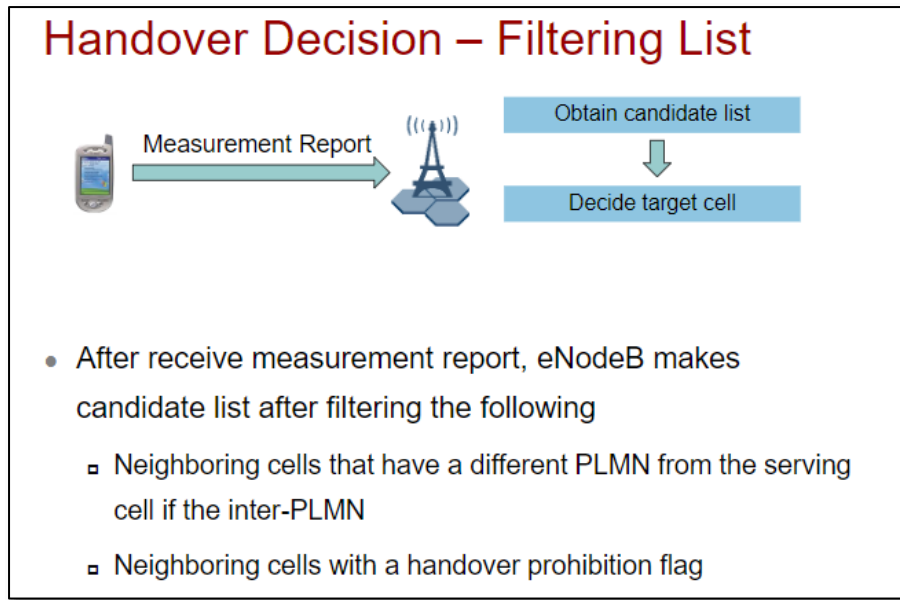 Handover Decision – Filtering List
Measurement Report
Obtain candidate list
Decide target cell
After receive measurement report, eNodeB makes
candidate list after filtering the following
Neighboring cells that have a different PLMN from the serving
cell if the inter-PLMN
Neighboring cells with a handover prohibition flag